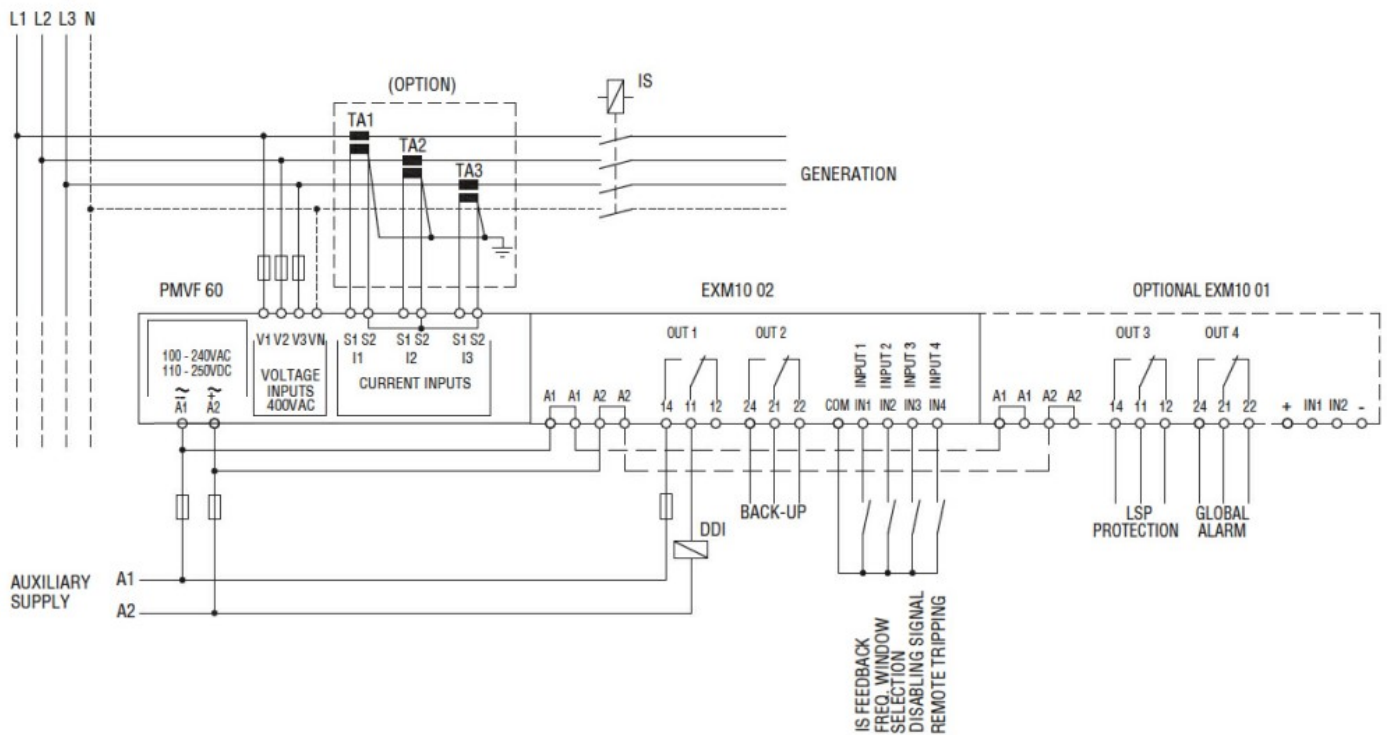 L1 L2 L3 N
(OPTION)
IS
TA1
TA2
TA3
GENERATION
PMVF 60
EXM10 02
OPTIONAL EXM10 01
100 - 240VAC
110 - 250VDC
~ ~
- +
A1 A2
V1 V2 V3 VN
VOLTAGE
INPUTS
400VAC
S1 S2 S1 S2 S1 S2
I1 I2 I3
CURRENT INPUTS
A1 A1 A2 A2
OUT 1
14 11 12
OUT 2
24 21 22
INPUT 1
INPUT 2
INPUT 3
INPUT 4
COM IN1 IN2 IN3 IN4
A1 A1 A2 A2
OUT 3
14 11 12
OUT 4
24 21 22
+ IN1 IN2 -
BACK-UP
LSP
PROTECTION
GLOBAL
ALARM
DDI
AUXILIARY
SUPPLY
A1
A2
IS FEEDBACK
FREQ. WINDOW
SELECTION
DISABLING SIGNAL
REMOTE TRIPPING